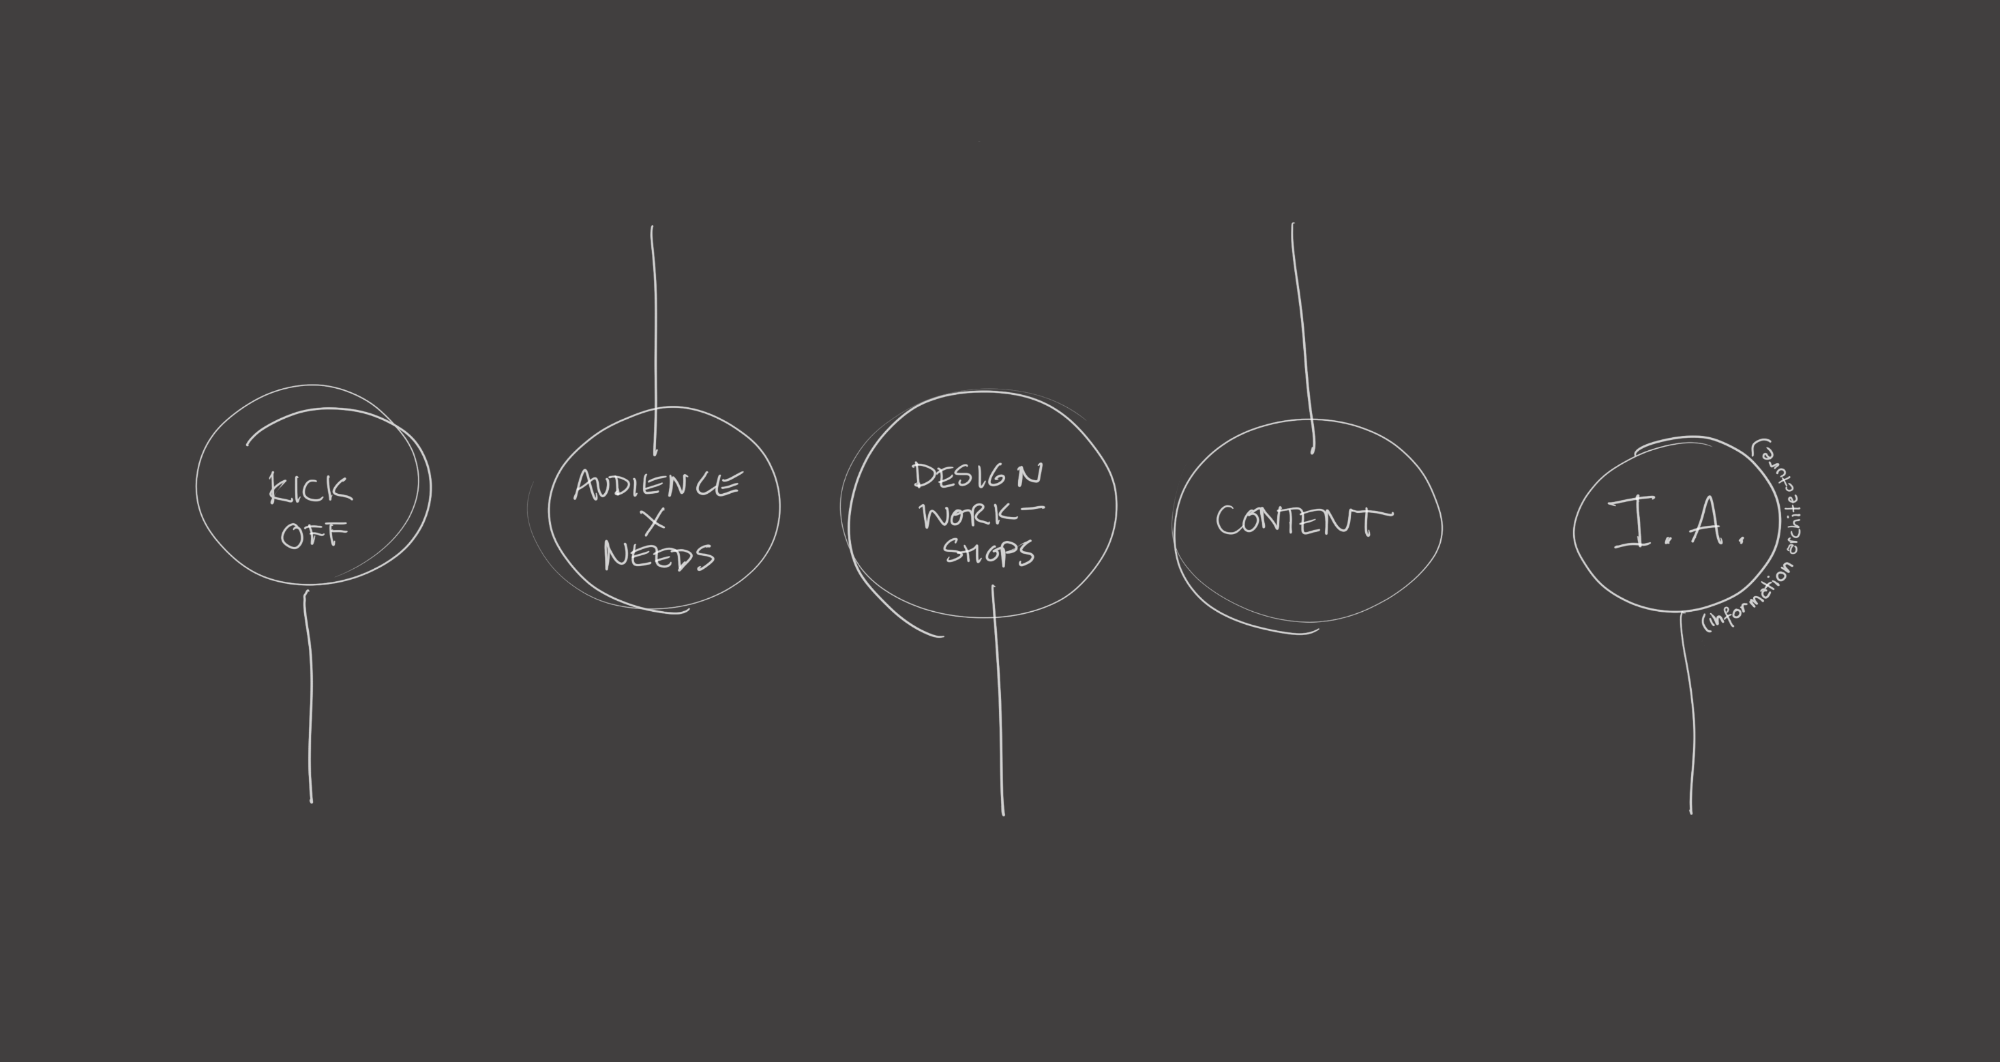 KICK
OFF
AUDIENCE
X
NEEDS
DESIGN
WORK-
SHOPS
CONTENT
I.A.
(information architecture)